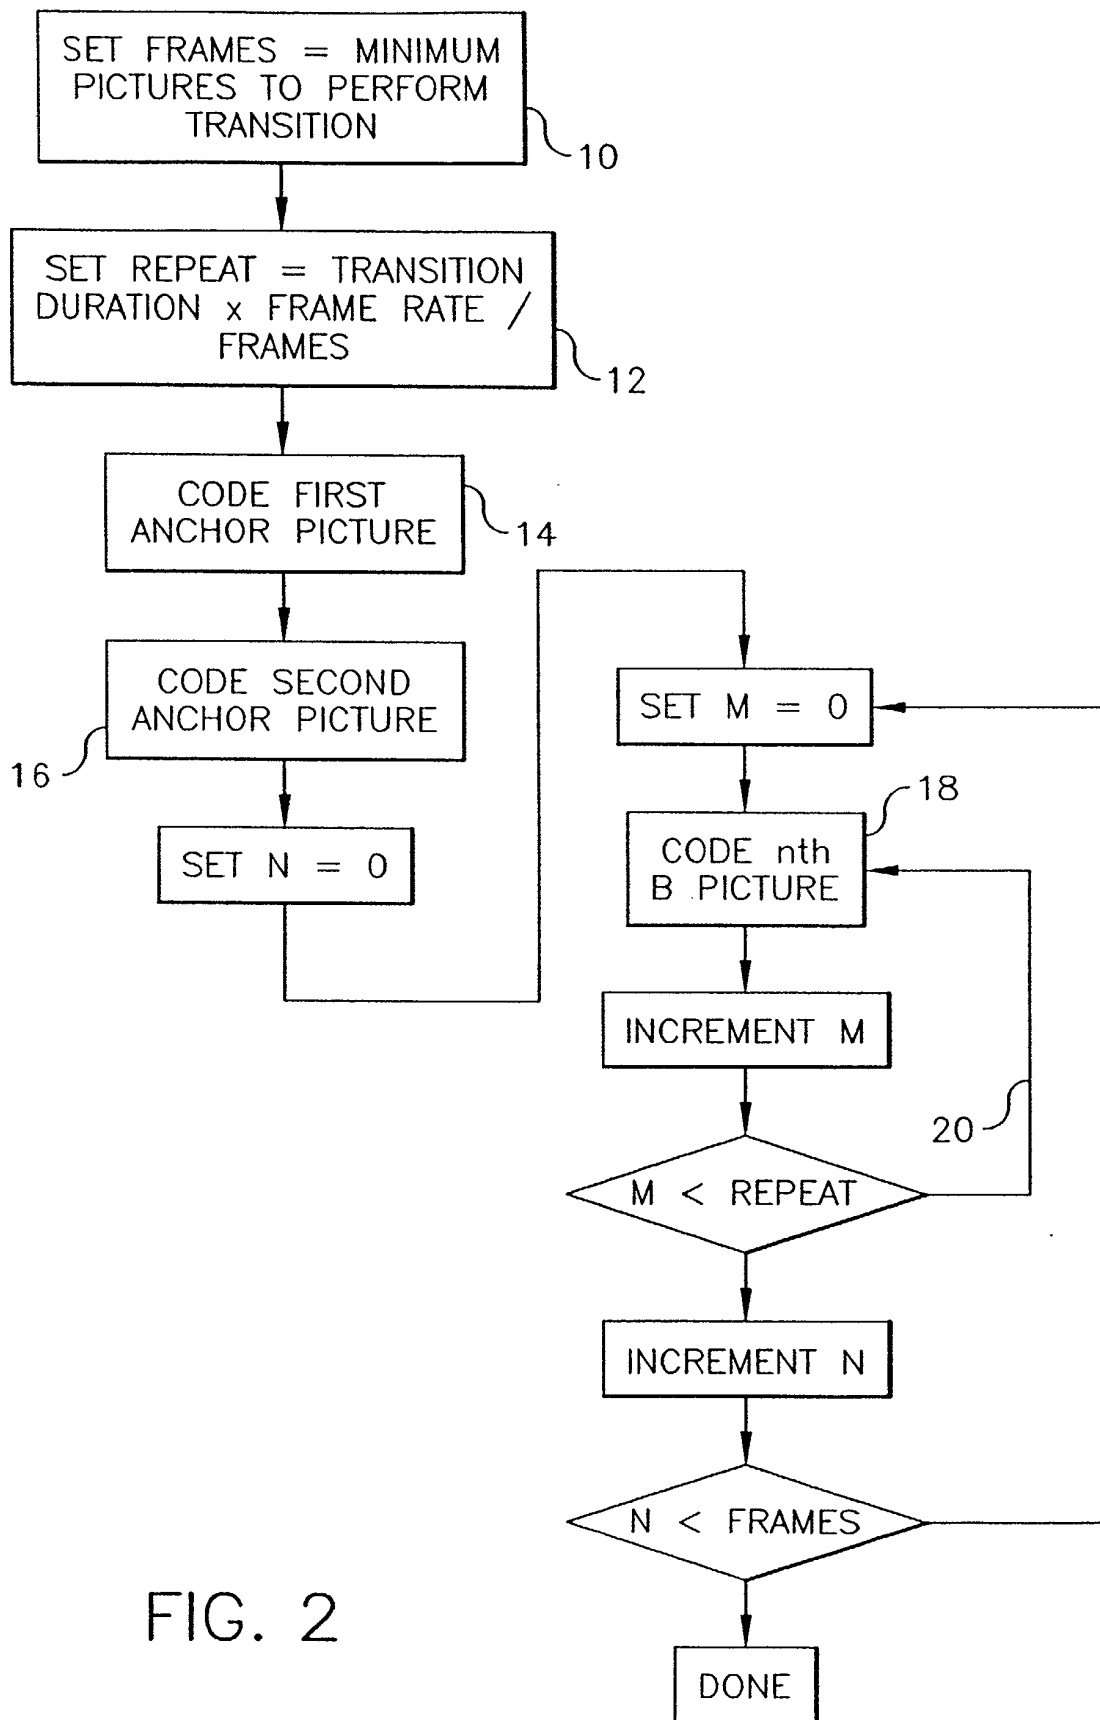 SET FRAMES = MINIMUM
PICTURES TO PERFORM
TRANSITION
10
SET REPEAT = TRANSITION
DURATION x FRAME RATE /
FRAMES
12
CODE FIRST
ANCHOR PICTURE
14
CODE SECOND
ANCHOR PICTURE
16
SET N = 0
SET M = 0
18
CODE nth
B PICTURE
INCREMENT M
20
M < REPEAT
INCREMENT N
N < FRAMES
DONE
FIG. 2